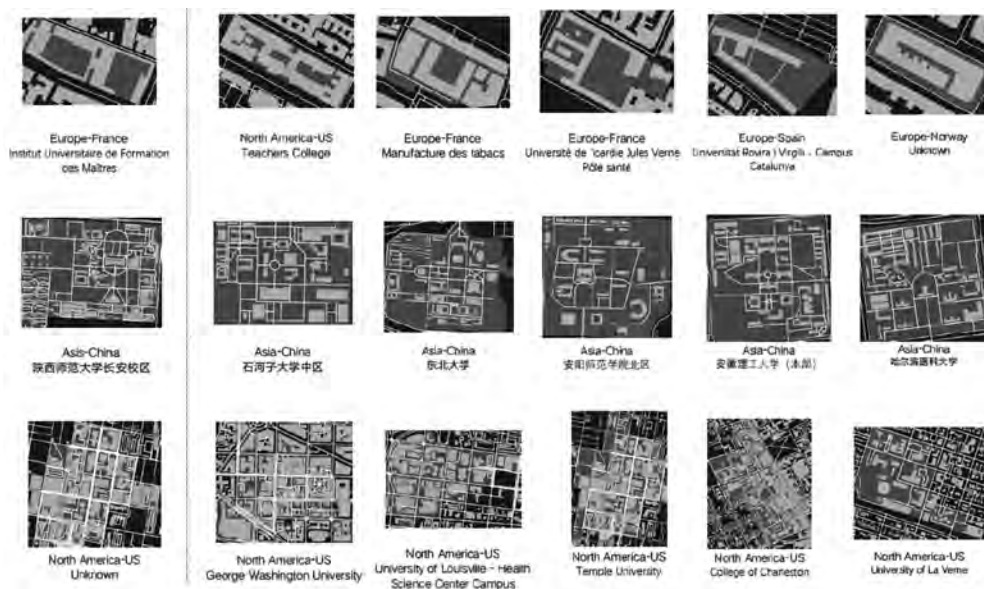 Europe-France
Institut Universitaire de Formation
des Maîtres
North America-US
Teachers College
Europe-France
Manufacture des tabacs
Europe-France
Université de Picardie Jules Verne
Pôle santé
Europe-Spain
Universitat Rovira i Virgili - Campus
Catalunya
Europe-Norway
Unknown
Asis-China
陕西师范大学长安校区
Asia-China
石河子大学中区
Asia-China
东北大学
Asia-China
安阳师范学院北区
Asia-China
安徽理工大学（本部）
Asia-China
哈尔滨医科大学
North America-US
Unknown
North America-US
George Washington University
North America-US
University of Louisville - Health
Science Center Campus
North America-US
Temple University
North America-US
College of Charleston
North America-US
University of La Verne